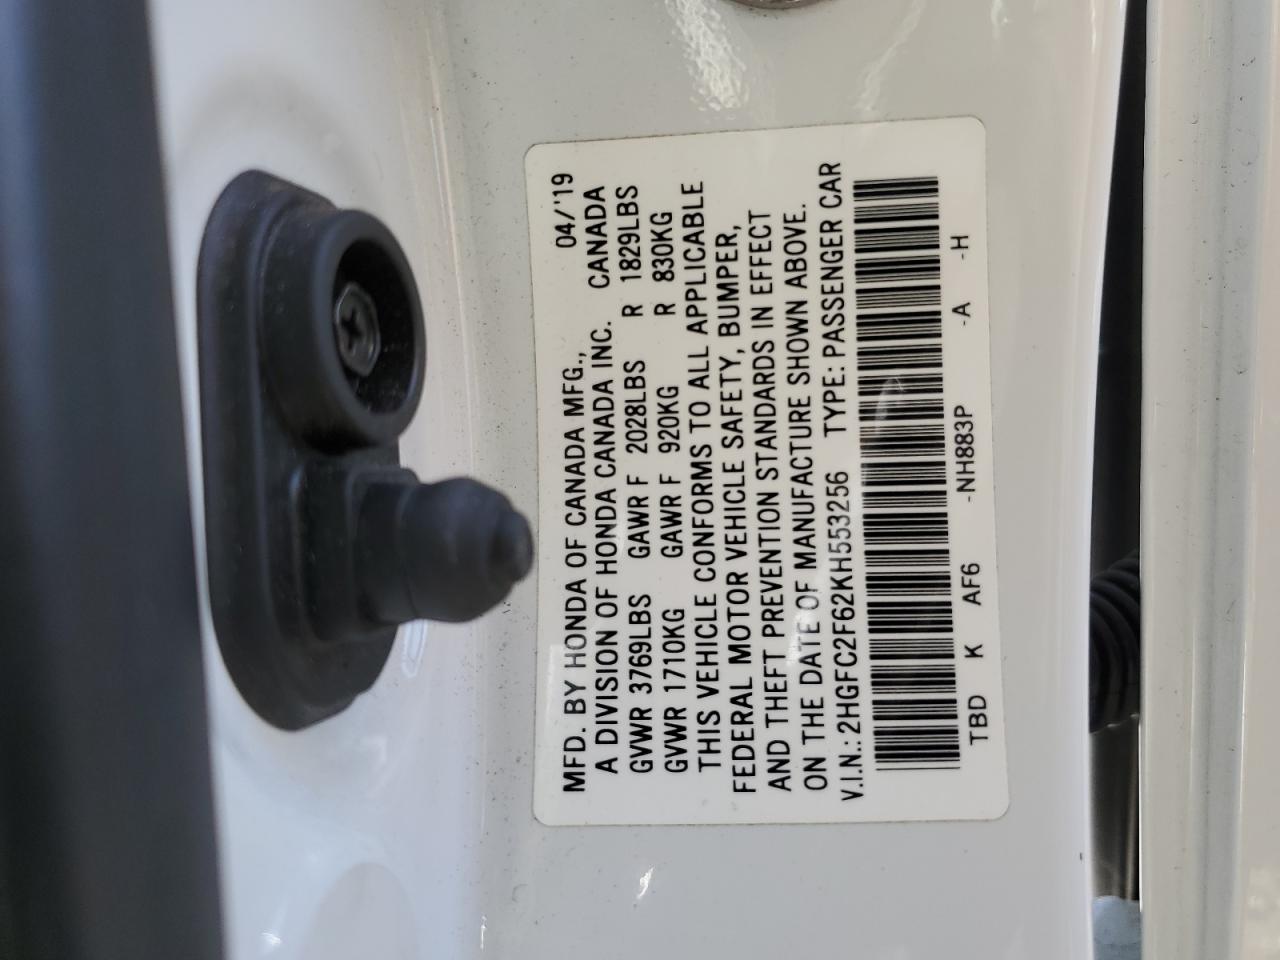 MFD. BY HONDA OF CANADA MFG., 04/'19
A DIVISION OF HONDA CANADA INC. CANADA
GVWR 3769LBS GAWR F 2028LBS R 1829LBS
GVWR 1710KG GAWR F 920KG R 830KG
THIS VEHICLE CONFORMS TO ALL APPLICABLE
FEDERAL MOTOR VEHICLE SAFETY, BUMPER,
AND THEFT PREVENTION STANDARDS IN EFFECT
ON THE DATE OF MANUFACTURE SHOWN ABOVE.
V.I.N.: 2HGFC2F62KH553256 TYPE: PASSENGER CAR
TBD K AF6 -NH883P -A -H